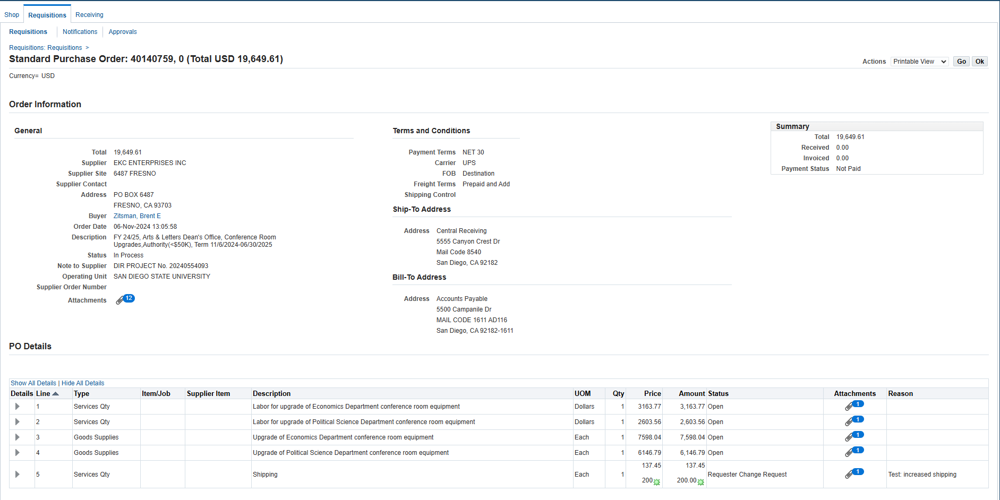 Shop Requisitions Receiving
Requisitions Notifications Approvals
Requisitions: Requisitions >
Standard Purchase Order: 40140759, 0 (Total USD 19,649.61)
Actions Printable View Go Ok
Currency= USD
Order Information
General
Total 19,649.61
Supplier EKC ENTERPRISES INC
Supplier Site 6487 FRESNO
Supplier Contact
Address PO BOX 6487
FRESNO, CA 93703
Buyer Zitsman, Brent E
Order Date 06-Nov-2024 13:05:58
Description FY 24/25, Arts & Letters Dean's Office, Conference Room
Upgrades,Authority(<$50K), Term 11/6/2024-06/30/2025
Status In Process
Note to Supplier DIR PROJECT No. 20240554093
Operating Unit SAN DIEGO STATE UNIVERSITY
Supplier Order Number
Attachments 12
Terms and Conditions
Payment Terms NET 30
Carrier UPS
FOB Destination
Freight Terms Prepaid and Add
Shipping Control
Ship-To Address
Address Central Receiving
5555 Canyon Crest Dr
Mail Code 8540
San Diego, CA 92182
Bill-To Address
Address Accounts Payable
5500 Campanile Dr
MAIL CODE 1611 AD116
San Diego, CA 92182-1611
Summary
Total 19,649.61
Received 0.00
Invoiced 0.00
Payment Status Not Paid
PO Details
Show All Details | Hide All Details
Details Line Type Item/Job Supplier Item Description UOM Qty Price Amount Status Attachments Reason
1 Services Qty Labor for upgrade of Economics Department conference room equipment Dollars 1 3163.77 3,163.77 Open 1
2 Services Qty Labor for upgrade of Political Science Department conference room equipment Dollars 1 2603.56 2,603.56 Open 1
3 Goods Supplies Upgrade of Economics Department conference room equipment Each 1 7598.04 7,598.04 Open 1
4 Goods Supplies Upgrade of Political Science Department conference room equipment Each 1 6146.79 6,146.79 Open 1
137.45 137.45
5 Services Qty Shipping Each 1 Requester Change Request 1 Test: increased shipping
200 200.00